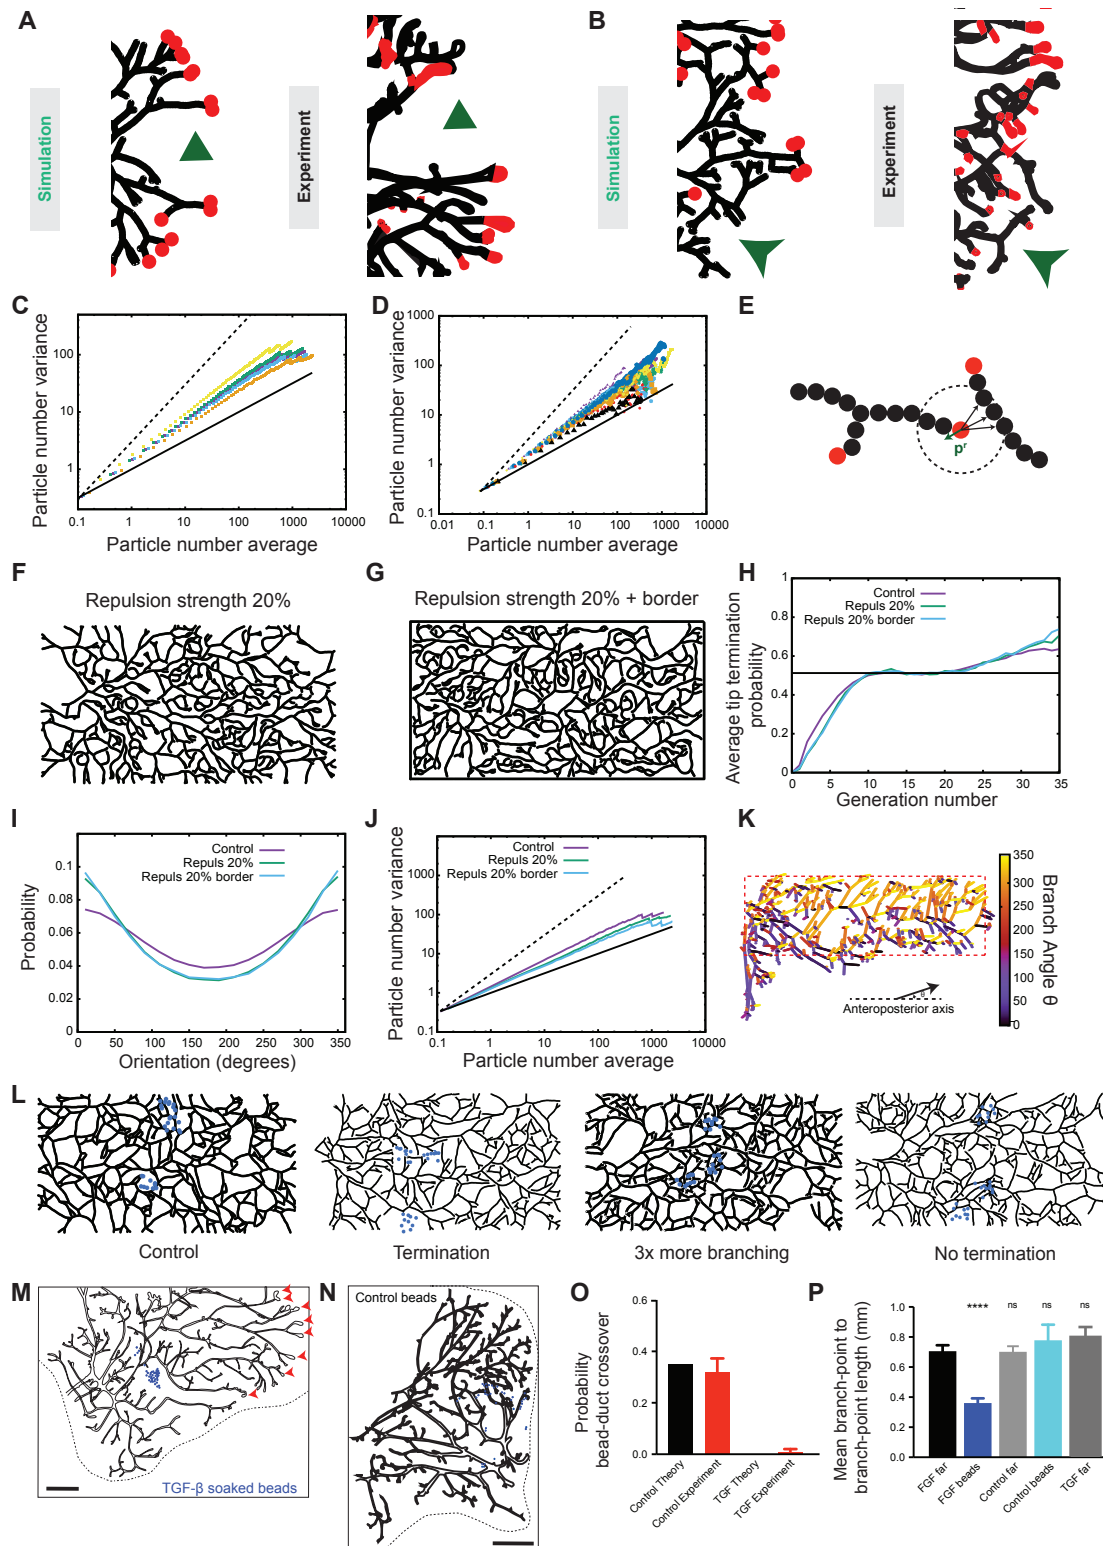 A
B
Simulation
Experiment
Simulation
Experiment
C
D
E
Particle number variance
100
10
1
0.1
1
10
100
1000
10000
Particle number average
Particle number variance
1000
100
10
1
0.1
0.01
0.1
1
10
100
1000
10000
Particle number average
pʳ
F
G
H
Repulsion strength 20%
Repulsion strength 20% + border
Average tip termination
probability
1
0.8
0.6
0.4
0.2
0
0
5
10
15
20
25
30
35
Control
Repuls 20%
Repuls 20% border
Generation number
I
J
K
Probability
0.1
0.08
0.06
0.04
0.02
0
0
50
100
150
200
250
300
350
Control
Repuls 20%
Repuls 20% border
Orientation (degrees)
Particle number variance
1000
100
10
1
0.1
0.1
1
10
100
1000
10000
Control
Repuls 20%
Repuls 20% border
Particle number average
θ
Anteroposterior axis
350
300
250
200
150
100
50
0
Branch Angle θ
L
Control
Termination
3x more branching
No termination
M
N
O
P
TGF-β soaked beads
Control beads
Probability
bead-duct crossover
0.6
0.4
0.2
0.0
Control Theory
Control Experiment
TGF Theory
TGF Experiment
Mean branch-point to
branch-point length (mm)
1.0
0.8
0.6
0.4
0.2
0.0
****
ns
ns
ns
FGF far
FGF beads
Control far
Control beads
TGF far